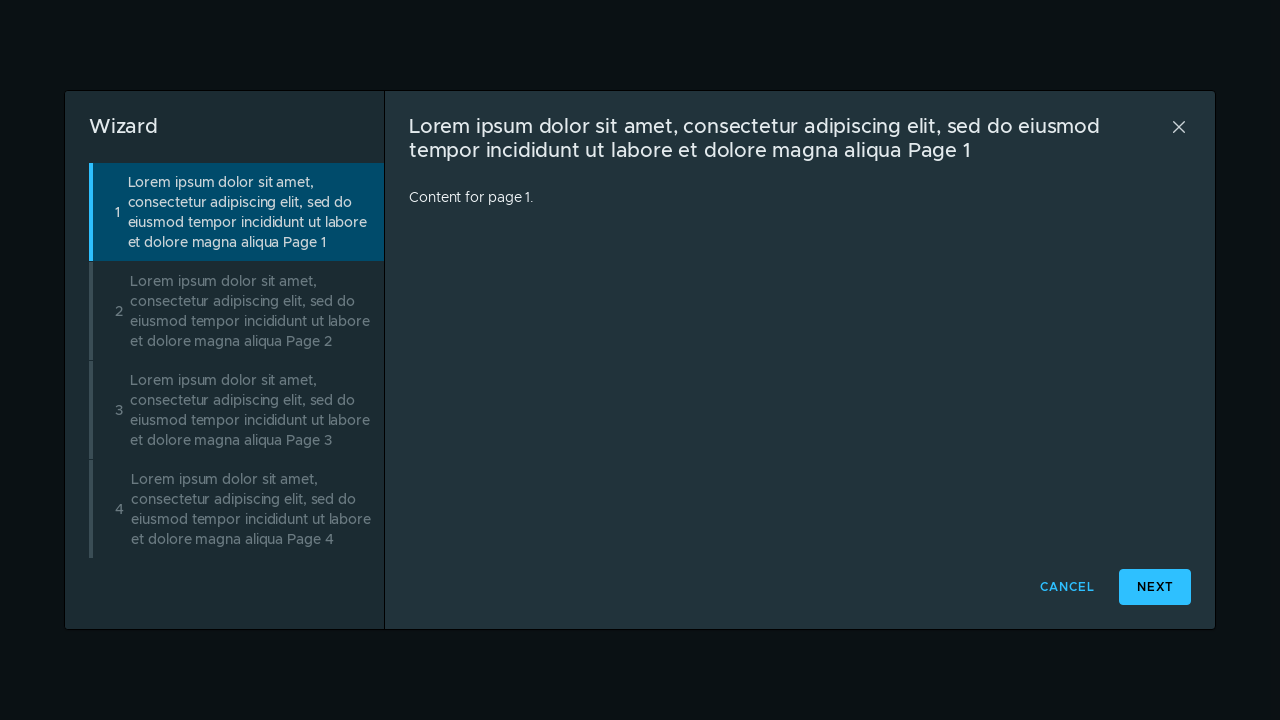 Wizard
1
Lorem ipsum dolor sit amet,
consectetur adipiscing elit, sed do
eiusmod tempor incididunt ut labore
et dolore magna aliqua Page 1
2
Lorem ipsum dolor sit amet,
consectetur adipiscing elit, sed do
eiusmod tempor incididunt ut labore
et dolore magna aliqua Page 2
3
Lorem ipsum dolor sit amet,
consectetur adipiscing elit, sed do
eiusmod tempor incididunt ut labore
et dolore magna aliqua Page 3
4
Lorem ipsum dolor sit amet,
consectetur adipiscing elit, sed do
eiusmod tempor incididunt ut labore
et dolore magna aliqua Page 4
Lorem ipsum dolor sit amet, consectetur adipiscing elit, sed do eiusmod
tempor incididunt ut labore et dolore magna aliqua Page 1
Content for page 1.
CANCEL
NEXT